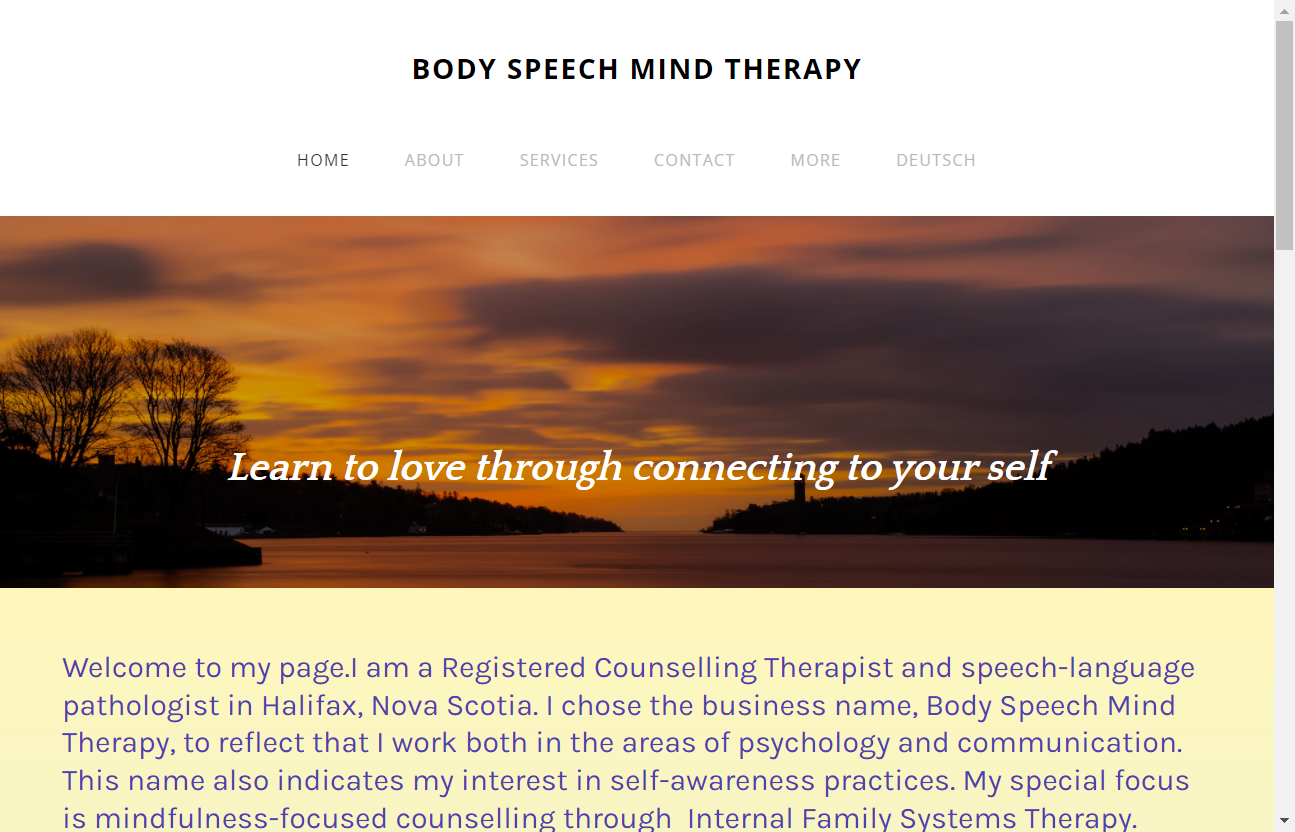 BODY SPEECH MIND THERAPY
HOME ABOUT SERVICES CONTACT MORE DEUTSCH
Learn to love through connecting to your self
Welcome to my page.I am a Registered Counselling Therapist and speech-language
pathologist in Halifax, Nova Scotia. I chose the business name, Body Speech Mind
Therapy, to reflect that I work both in the areas of psychology and communication.
This name also indicates my interest in self-awareness practices. My special focus
is mindfulness-focused counselling through  Internal Family Systems Therapy.